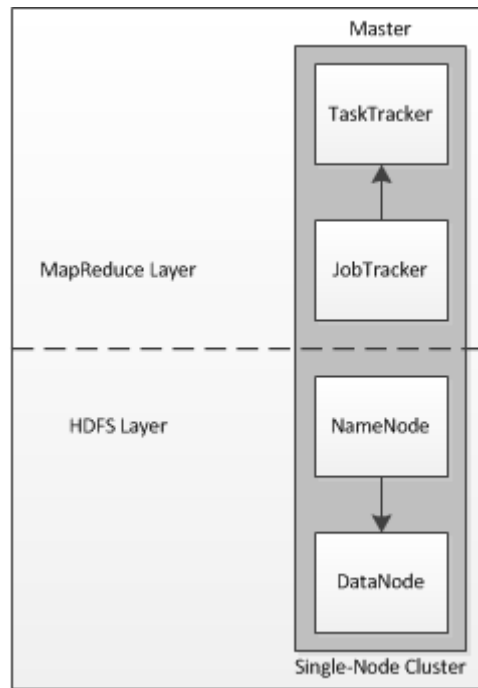 Master
TaskTracker
MapReduce Layer
JobTracker
HDFS Layer
NameNode
DataNode
Single-Node Cluster